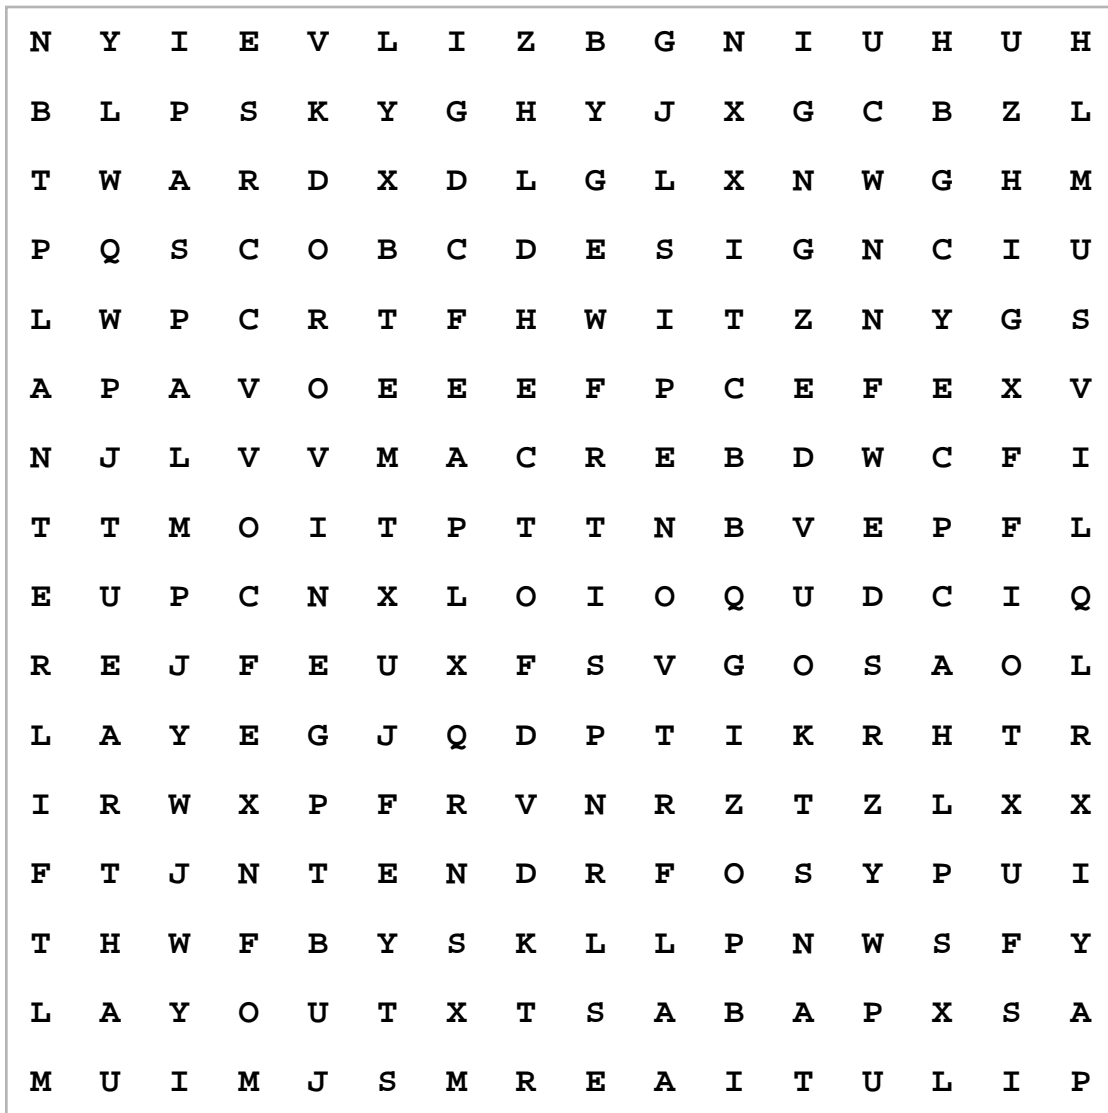 N Y I E V L I Z B G N I U H U H
B L P S K Y G H Y J X G C B Z L
T W A R D X D L G L X N W G H M
P Q S C O B C D E S I G N C I U
L W P C R T F H W I T Z N Y G S
A P A V O E E E F P C E F E X V
N J L V V M A C R E B D W C F I
T T M O I T P T T N B V E P F L
E U P C N X L O I O Q U D C I Q
R E J F E U X F S V G O S A O L
L A Y E G J Q D P T I K R H T R
I R W X P F R V N R Z T Z L X X
F T J N T E N D R F O S Y P U I
T H W F B Y S K L L P N W S F Y
L A Y O U T X T S A B A P X S A
M U I M J S M R E A I T U L I P